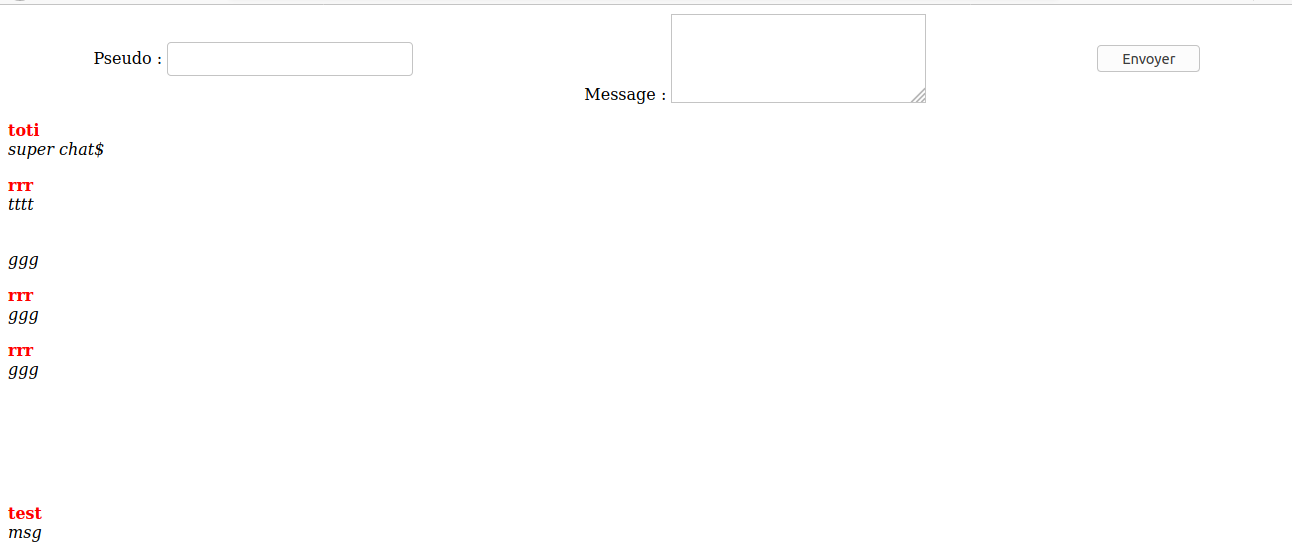 Pseudo :
Message :
Envoyer
toti
super chat$
rrr
tttt
ggg
rrr
ggg
rrr
ggg
test
msg